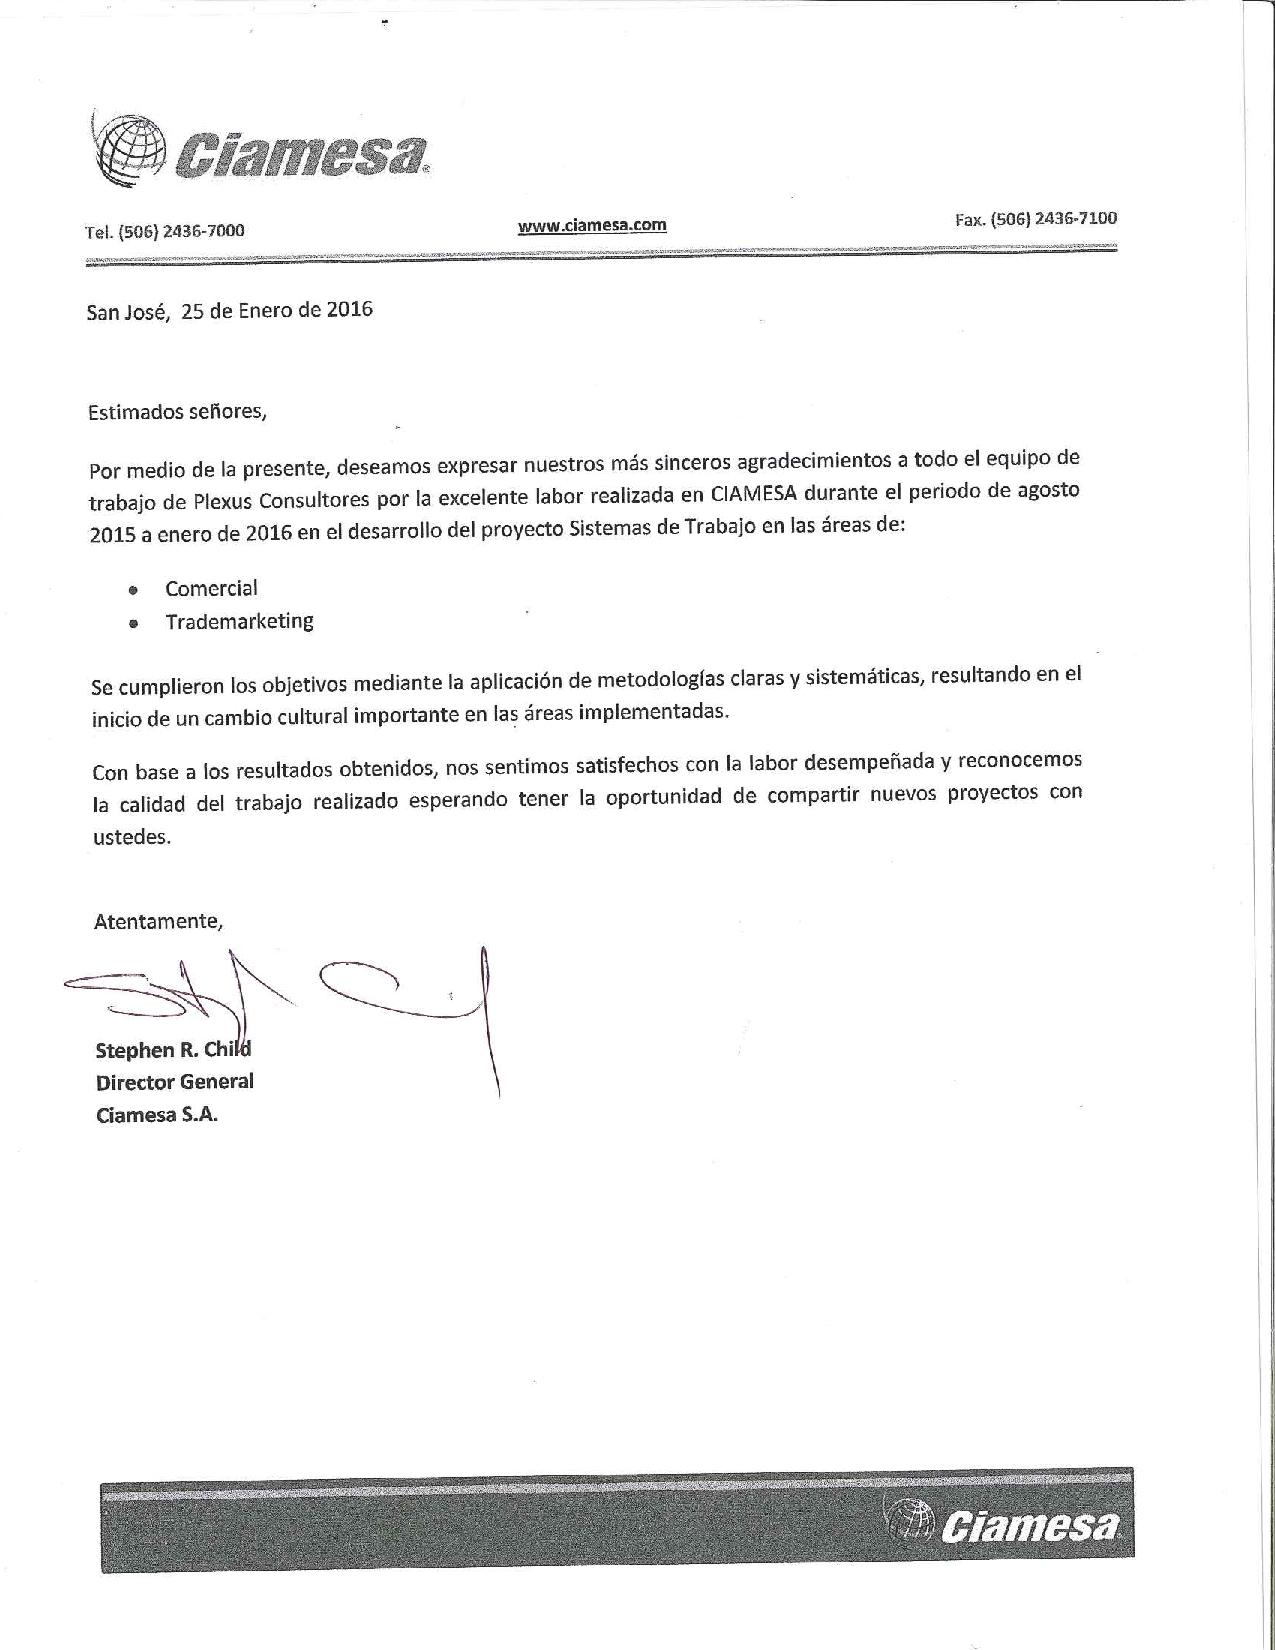 Ciamesa®
Tel. (506) 2436-7000
www.ciamesa.com
Fax. (506) 2436-7100
San José, 25 de Enero de 2016
Estimados señores,
Por medio de la presente, deseamos expresar nuestros más sinceros agradecimientos a todo el equipo de
trabajo de Plexus Consultores por la excelente labor realizada en CIAMESA durante el periodo de agosto
2015 a enero de 2016 en el desarrollo del proyecto Sistemas de Trabajo en las áreas de:
• Comercial
• Trademarketing
Se cumplieron los objetivos mediante la aplicación de metodologías claras y sistemáticas, resultando en el
inicio de un cambio cultural importante en las áreas implementadas.
Con base a los resultados obtenidos, nos sentimos satisfechos con la labor desempeñada y reconocemos
la calidad del trabajo realizado esperando tener la oportunidad de compartir nuevos proyectos con
ustedes.
Atentamente,
Stephen R. Child
Director General
Ciamesa S.A.
Ciamesa